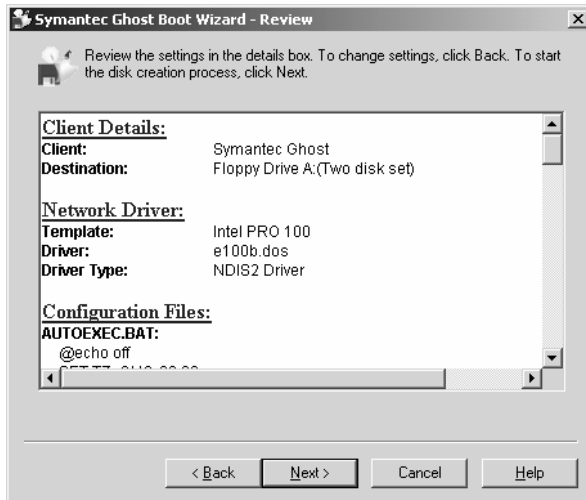 Symantec Ghost Boot Wizard - Review
Review the settings in the details box. To change settings, click Back. To start
the disk creation process, click Next.
Client Details:
Client: Symantec Ghost
Destination: Floppy Drive A:(Two disk set)
Network Driver:
Template: Intel PRO 100
Driver: e100b.dos
Driver Type: NDIS2 Driver
Configuration Files:
AUTOEXEC.BAT:
@echo off
< Back Next > Cancel Help